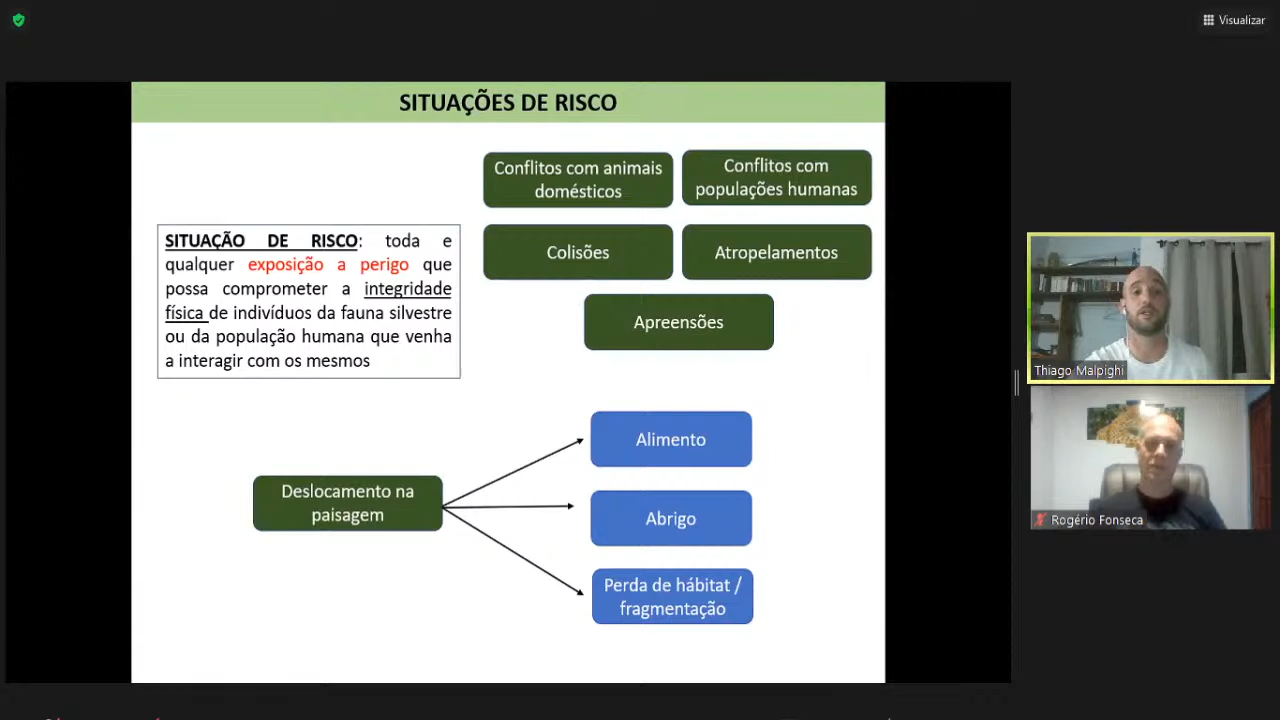 Visualizar
SITUAÇÕES DE RISCO
Conflitos com animais
domésticos
Conflitos com
populações humanas
SITUAÇÃO DE RISCO: toda e
qualquer exposição a perigo que
possa comprometer a integridade
física de indivíduos da fauna silvestre
ou da população humana que venha
a interagir com os mesmos
Colisões
Atropelamentos
Apreensões
Deslocamento na
paisagem
Alimento
Abrigo
Perda de hábitat /
fragmentação
Thiago Malpighi
Rogério Fonseca